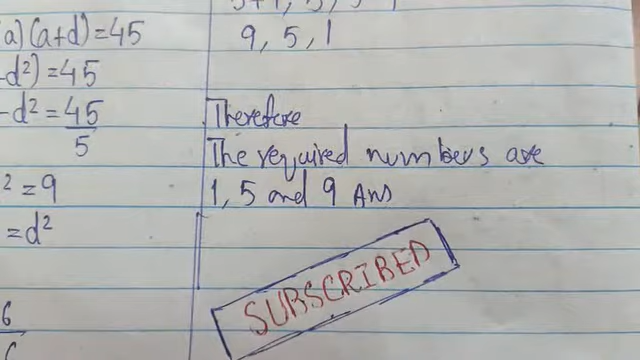 a) (a+d)=45
-d²)=45
-d² = 45
5
² = 9
= d²
6
9, 5, 1
Therefore
The required numbers are
1, 5 and 9 Ans
SUBSCRIBED